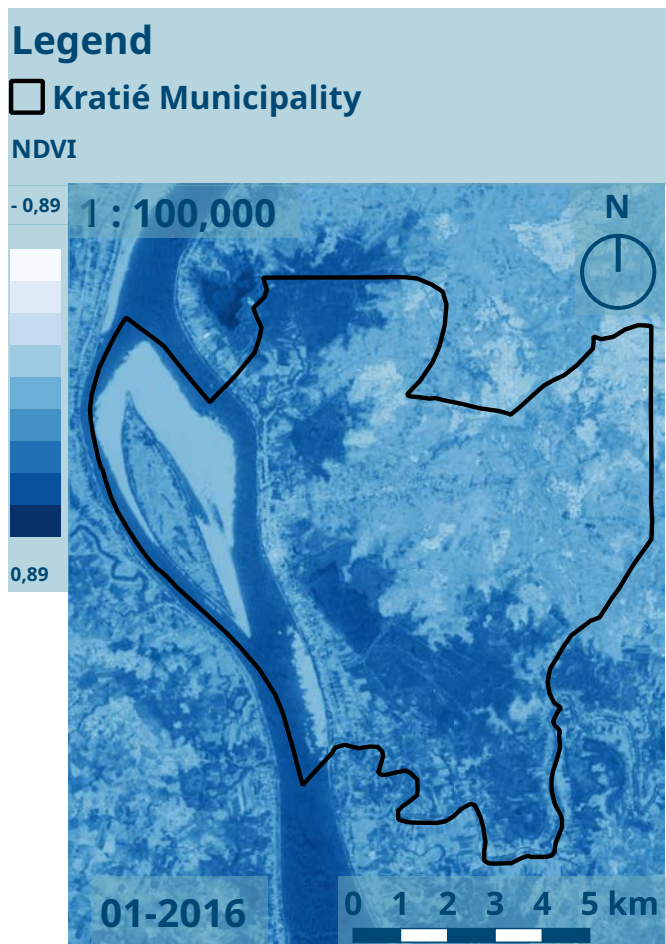 Legend
Kratié Municipality
NDVI
- 0,89
1 : 100,000
N
0,89
01-2016
0 1 2 3 4 5 km